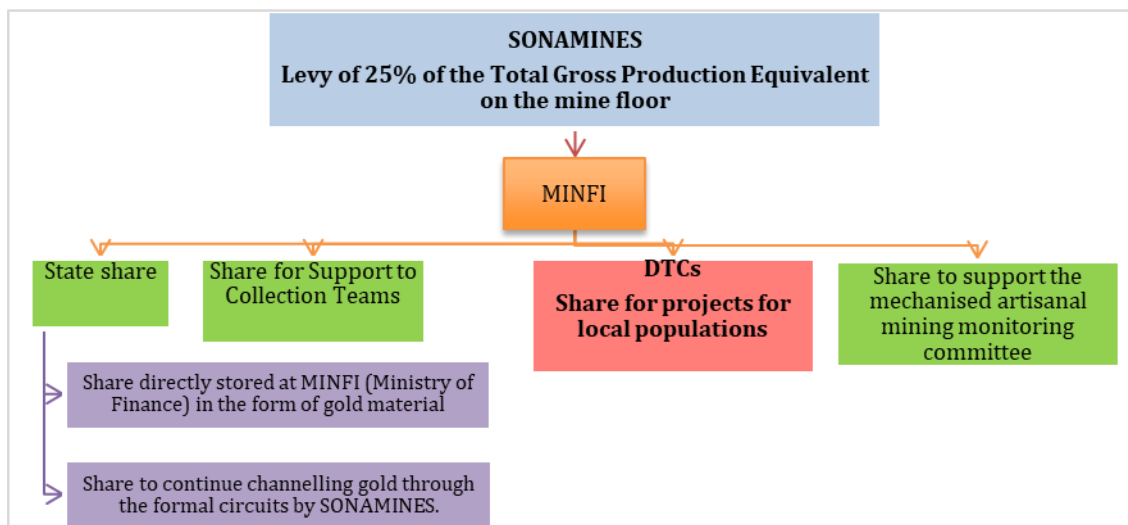 SONAMINES
Levy of 25% of the Total Gross Production Equivalent
on the mine floor
MINFI
State share
Share for Support to
Collection Teams
DTCs
Share for projects for
local populations
Share to support the
mechanised artisanal
mining monitoring
committee
Share directly stored at MINFI (Ministry of
Finance) in the form of gold material
Share to continue channelling gold through
the formal circuits by SONAMINES.